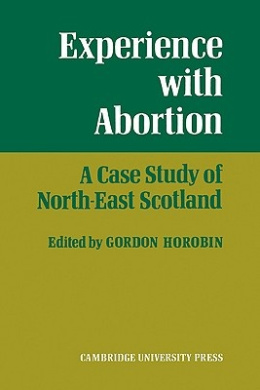 Experience
with
Abortion
A Case Study of
North-East Scotland
Edited by GORDON HOROBIN
CAMBRIDGE UNIVERSITY PRESS